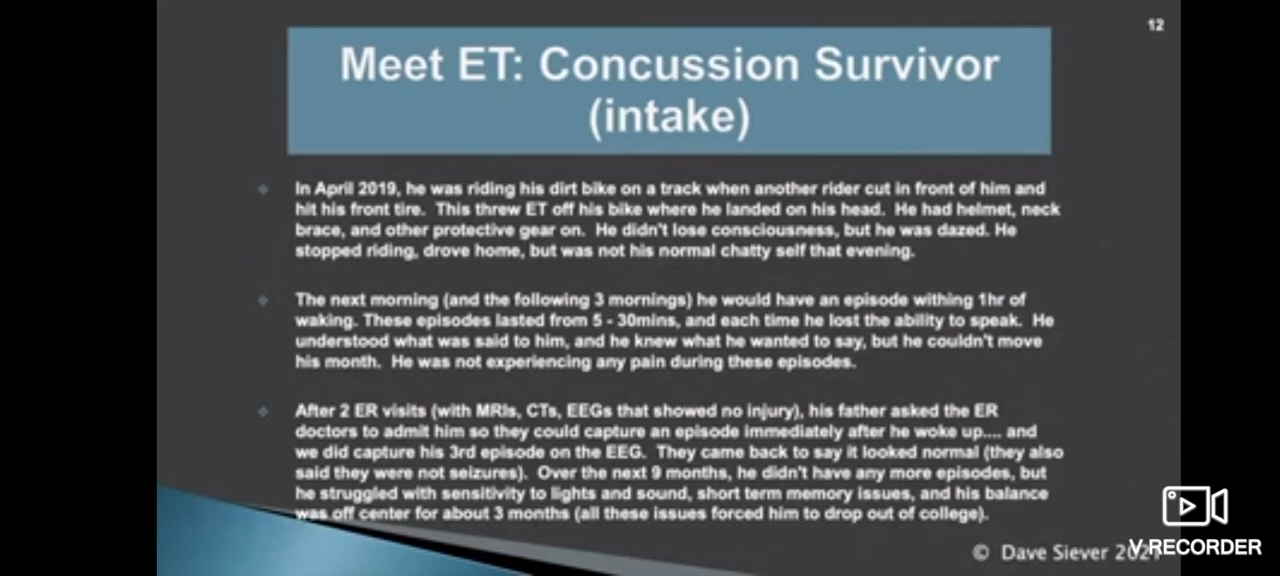 12
Meet ET: Concussion Survivor
(intake)
In April 2019, he was riding his dirt bike on a track when another rider cut in front of him and
hit his front tire. This threw ET off his bike where he landed on his head. He had helmet, neck
brace, and other protective gear on. He didn't lose consciousness, but he was dazed. He
stopped riding, drove home, but was not his normal chatty self that evening.
The next morning (and the following 3 mornings) he would have an episode withing 1hr of
waking. These episodes lasted from 5 - 30mins, and each time he lost the ability to speak. He
understood what was said to him, and he knew what he wanted to say, but he couldn't move
his month. He was not experiencing any pain during these episodes.
After 2 ER visits (with MRIs, CTs, EEGs that showed no injury), his father asked the ER
doctors to admit him so they could capture an episode immediately after he woke up.... and
we did capture his 3rd episode on the EEG. They came back to say it looked normal (they also
said they were not seizures). Over the next 9 months, he didn't have any more episodes, but
he struggled with sensitivity to lights and sound, short term memory issues, and his balance
was off center for about 3 months (all these issues forced him to drop out of college).
© Dave Siever
V RECORDER